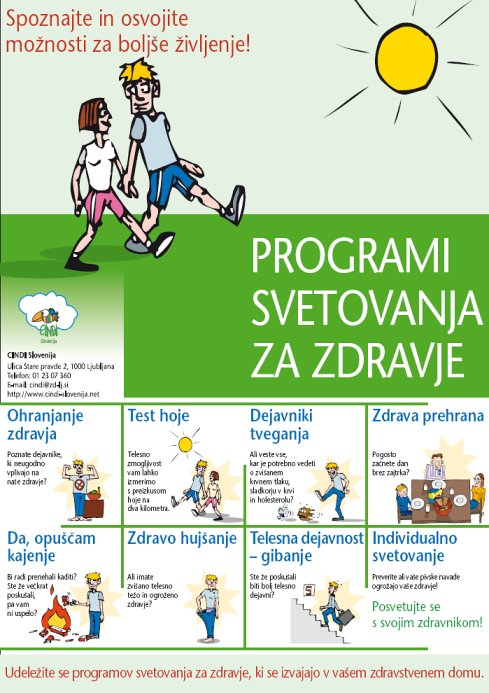 Spoznajte in osvojite
možnosti za boljše življenje!
PROGRAMI
SVETOVANJA
ZA ZDRAVJE
CINDI
Slovenija
CINDI Slovenija
Ulica Stare pravde 2, 1000 Ljubljana
Telefon: 01 23 07 360
E-mail: cindi@zd-lj.si
http://www.cindi-slovenija.net
Ohranjanje
zdravja
Poznate dejavnike,
ki neugodno
vplivajo na
naše zdravje?
Test hoje
Telesno
zmogljivost
vam lahko
izmerimo
s preizkusom
hoje na
dva kilometra.
Dejavniki
tveganja
Ali veste vse,
kar je potrebno vedeti
o zvišanem
krvnem tlaku,
sladkorju v krvi
in holesterolu?
Zdrava prehrana
Pogosto
začnete dan
brez zajtrka?
Da, opuščam
kajenje
Bi radi prenehali kaditi?
Ste že večkrat
poskušali,
pa vam
ni uspelo?
Zdravo hujšanje
Ali imate
zvišano telesno
težo in ogroženo
zdravje?
Telesna dejavnost
– gibanje
Ste že poskušali
biti bolj telesno
dejavni?
Individualno
svetovanje
Preverite ali vaše pivske navade
ogrožajo vaše zdravje!
Posvetujte se
s svojim zdravnikom!
Udeležite se programov svetovanja za zdravje, ki se izvajajo v vašem zdravstvenem domu.